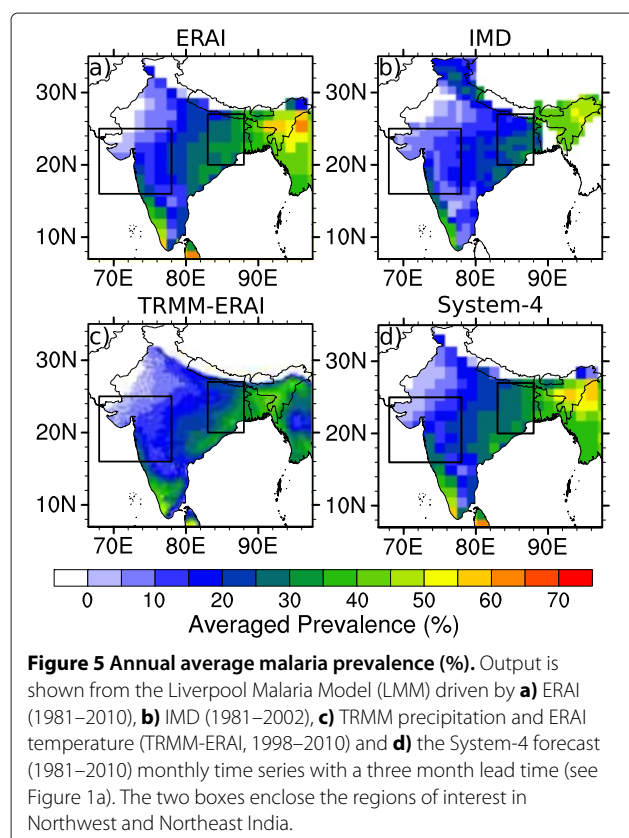 ERAI
IMD
a)
b)
30N
20N
10N
30N
20N
10N
70E 80E 90E
70E 80E 90E
TRMM-ERAI
System-4
c)
d)
30N
20N
10N
30N
20N
10N
70E 80E 90E
70E 80E 90E
0 10 20 30 40 50 60 70
Averaged Prevalence (%)
Figure 5 Annual average malaria prevalence (%). Output is
shown from the Liverpool Malaria Model (LMM) driven by a) ERAI
(1981–2010), b) IMD (1981–2002), c) TRMM precipitation and ERAI
temperature (TRMM-ERAI, 1998–2010) and d) the System-4 forecast
(1981–2010) monthly time series with a three month lead time (see
Figure 1a). The two boxes enclose the regions of interest in
Northwest and Northeast India.